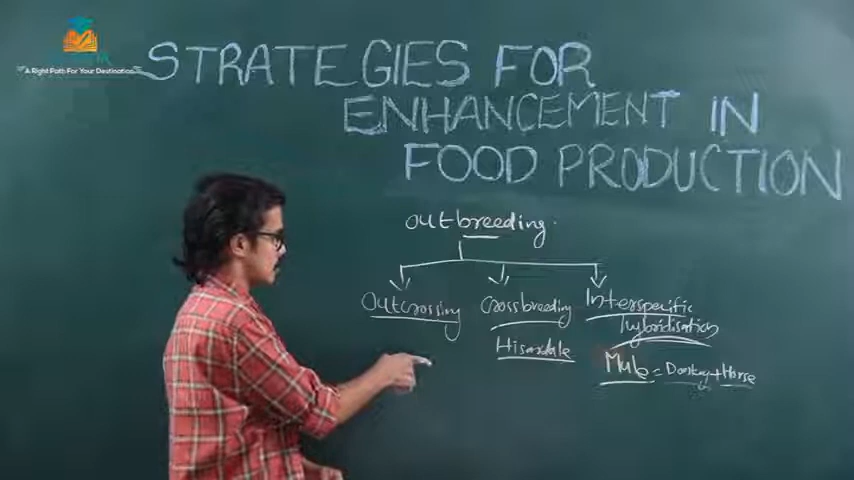 A Right Path For Your Destination
STRATEGIES FOR
ENHANCEMENT IN
FOOD PRODUCTION
Outbreeding.
Outcrossing
Crossbreeding
Interspecific
hybridisation
Hisardale
Mule = Donkey + Horse